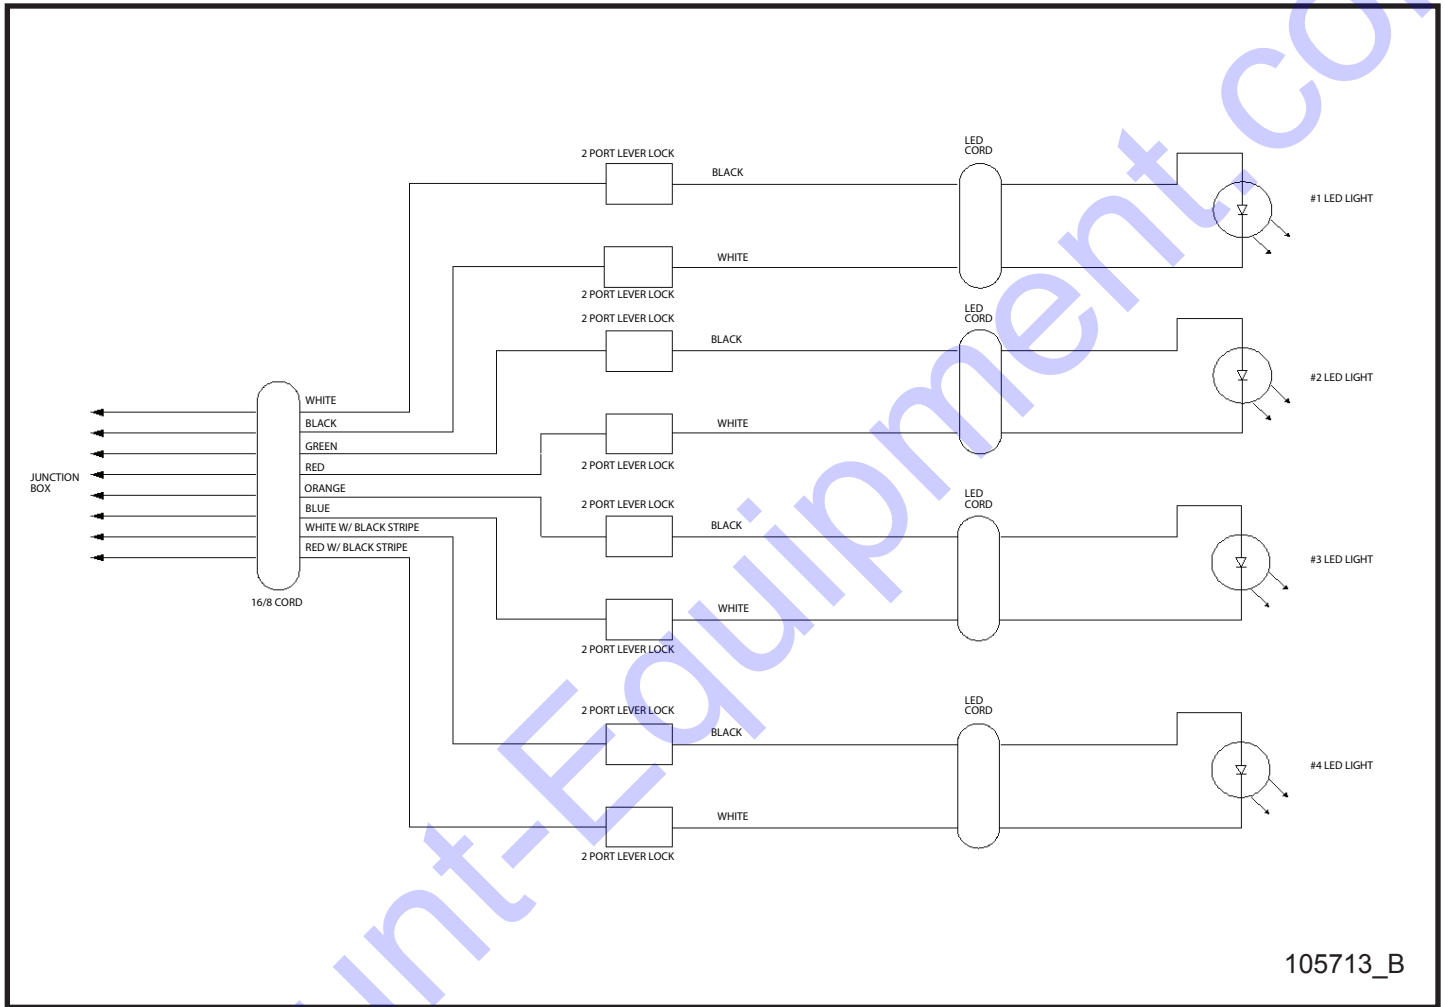 2 PORT LEVER LOCK
BLACK
LED
CORD
#1 LED LIGHT
WHITE
2 PORT LEVER LOCK
2 PORT LEVER LOCK
BLACK
LED
CORD
#2 LED LIGHT
WHITE
2 PORT LEVER LOCK
WHITE
BLACK
GREEN
RED
ORANGE
BLUE
WHITE W/ BLACK STRIPE
RED W/ BLACK STRIPE
JUNCTION
BOX
16/8 CORD
2 PORT LEVER LOCK
BLACK
LED
CORD
#3 LED LIGHT
WHITE
2 PORT LEVER LOCK
2 PORT LEVER LOCK
BLACK
LED
CORD
#4 LED LIGHT
WHITE
2 PORT LEVER LOCK
105713_B